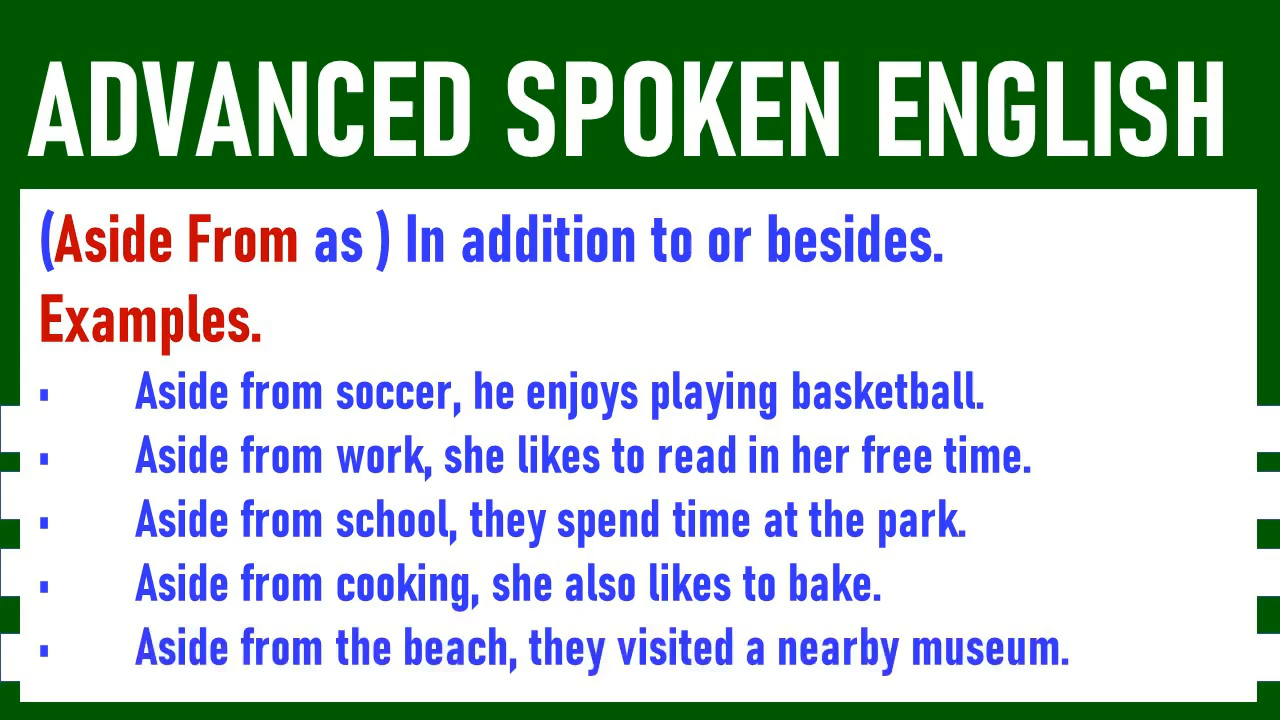 ADVANCED SPOKEN ENGLISH
(Aside From as ) In addition to or besides.
Examples.
▪ Aside from soccer, he enjoys playing basketball.
▪ Aside from work, she likes to read in her free time.
▪ Aside from school, they spend time at the park.
▪ Aside from cooking, she also likes to bake.
▪ Aside from the beach, they visited a nearby museum.